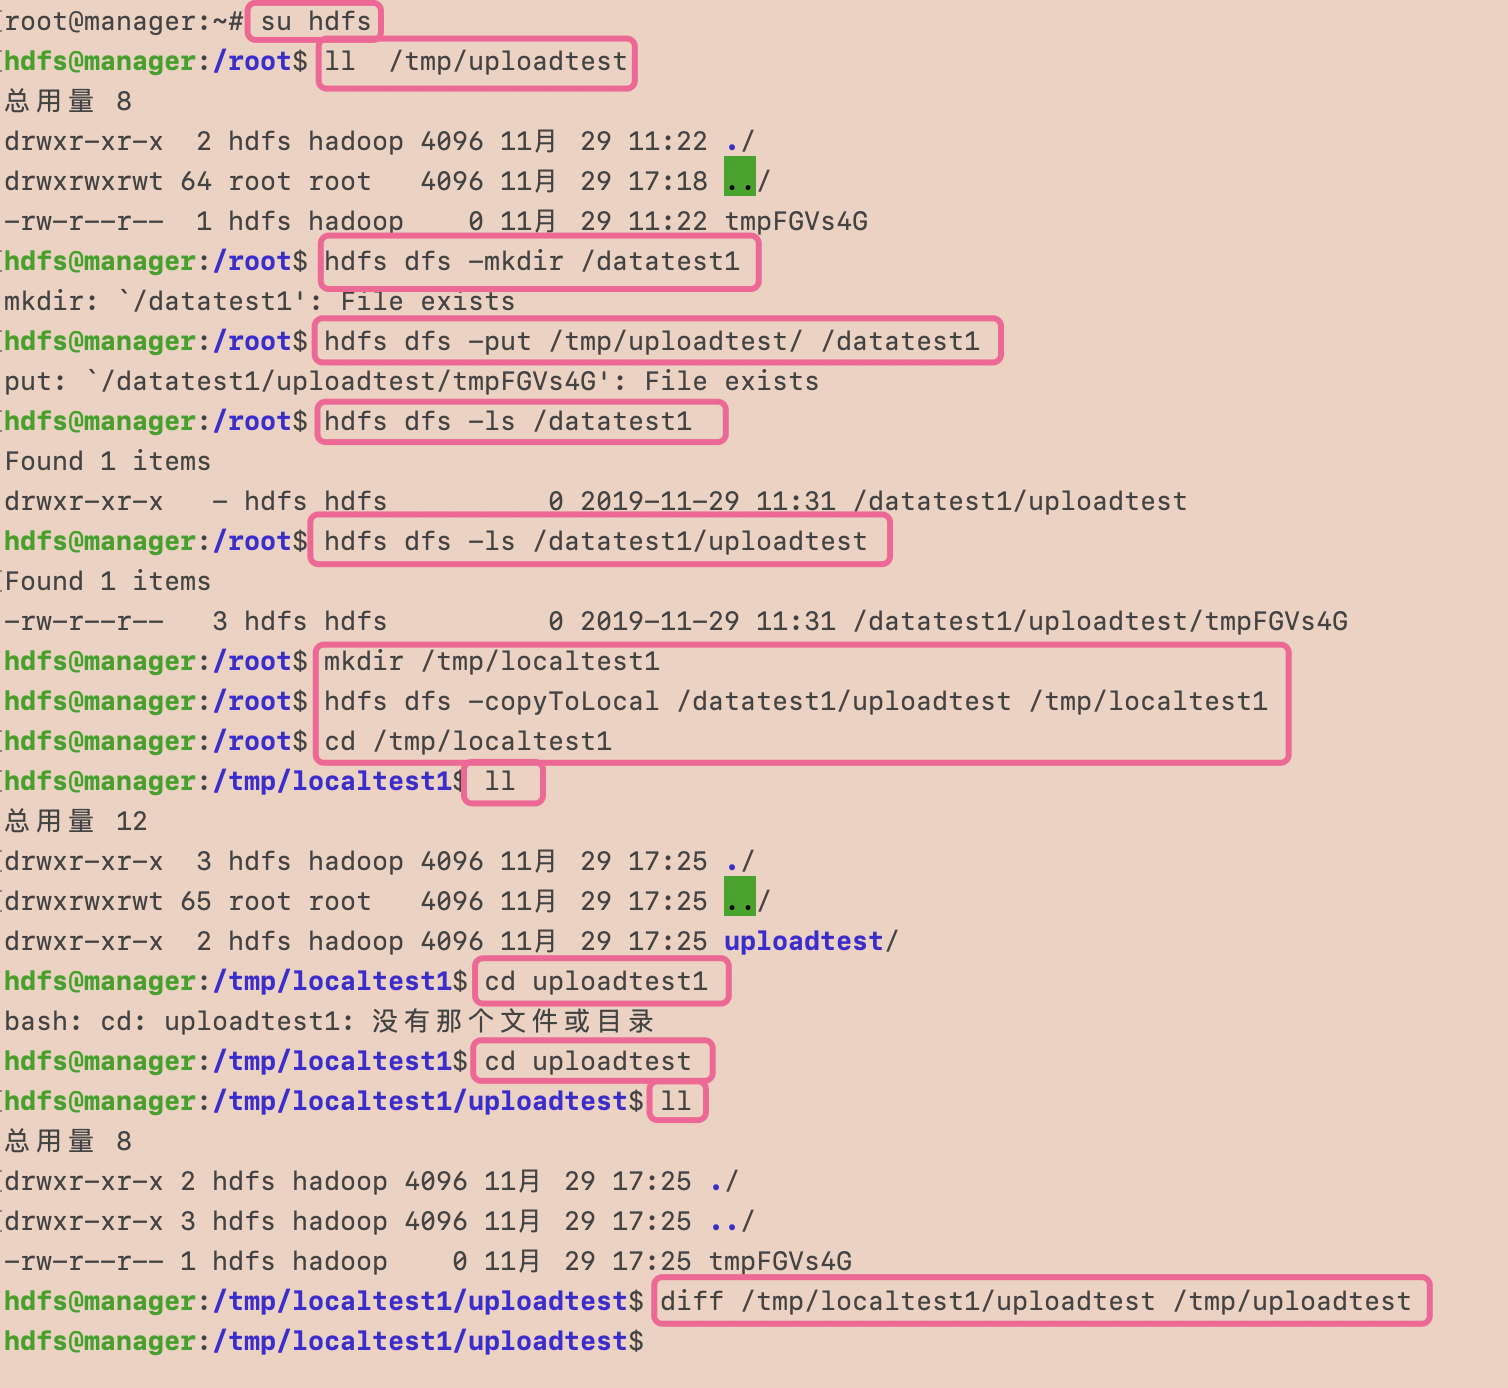 [root@manager:~# su hdfs
[hdfs@manager:/root$ ll  /tmp/uploadtest
总用量 8
drwxr-xr-x  2 hdfs hadoop 4096 11月  29 11:22 ./
drwxrwxrwt 64 root root   4096 11月  29 17:18 ../
-rw-r--r--  1 hdfs hadoop    0 11月  29 11:22 tmpFGVs4G
[hdfs@manager:/root$ hdfs dfs -mkdir /datatest1
mkdir: `/datatest1': File exists
[hdfs@manager:/root$ hdfs dfs -put /tmp/uploadtest/ /datatest1
put: `/datatest1/uploadtest/tmpFGVs4G': File exists
[hdfs@manager:/root$ hdfs dfs -ls /datatest1
Found 1 items
drwxr-xr-x   - hdfs hdfs          0 2019-11-29 11:31 /datatest1/uploadtest
hdfs@manager:/root$ hdfs dfs -ls /datatest1/uploadtest
[Found 1 items
-rw-r--r--   3 hdfs hdfs          0 2019-11-29 11:31 /datatest1/uploadtest/tmpFGVs4G
hdfs@manager:/root$ mkdir /tmp/localtest1
[hdfs@manager:/root$ hdfs dfs -copyToLocal /datatest1/uploadtest /tmp/localtest1
[hdfs@manager:/root$ cd /tmp/localtest1
[hdfs@manager:/tmp/localtest1$ ll
总用量 12
[drwxr-xr-x  3 hdfs hadoop 4096 11月  29 17:25 ./
[drwxrwxrwt 65 root root   4096 11月  29 17:25 ../
drwxr-xr-x  2 hdfs hadoop 4096 11月  29 17:25 uploadtest/
hdfs@manager:/tmp/localtest1$ cd uploadtest1
bash: cd: uploadtest1: 没有那个文件或目录
hdfs@manager:/tmp/localtest1$ cd uploadtest
[hdfs@manager:/tmp/localtest1/uploadtest$ ll
总用量 8
[drwxr-xr-x 2 hdfs hadoop 4096 11月  29 17:25 ./
[drwxr-xr-x 3 hdfs hadoop 4096 11月  29 17:25 ../
-rw-r--r-- 1 hdfs hadoop    0 11月  29 17:25 tmpFGVs4G
hdfs@manager:/tmp/localtest1/uploadtest$ diff /tmp/localtest1/uploadtest /tmp/uploadtest
hdfs@manager:/tmp/localtest1/uploadtest$